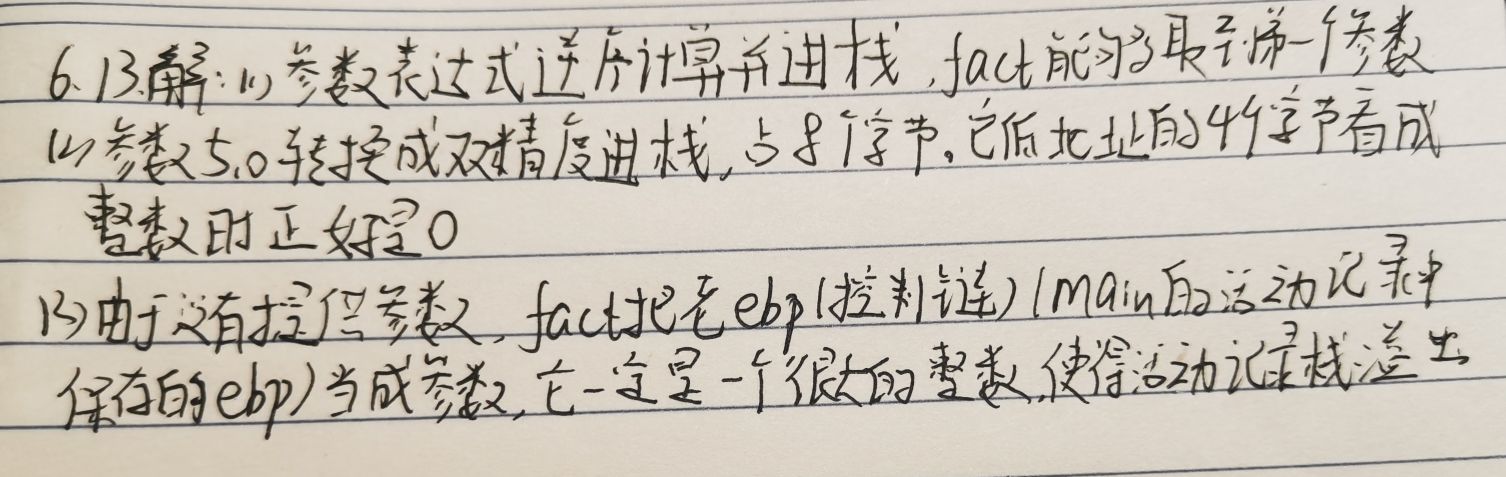 6.13.解:(1)参数表达式逆序计算并进栈,fact能够取到第一个参数
(2)参数5.0转换成双精度进栈,占8个字节。它低地址的4个字节看成
整数时正好是0
(3)由于没有提供参数,fact把老ebp(控制链)(main的活动记录中
保存的ebp)当成参数,它一定是一个很大的整数,使得活动记录栈溢出